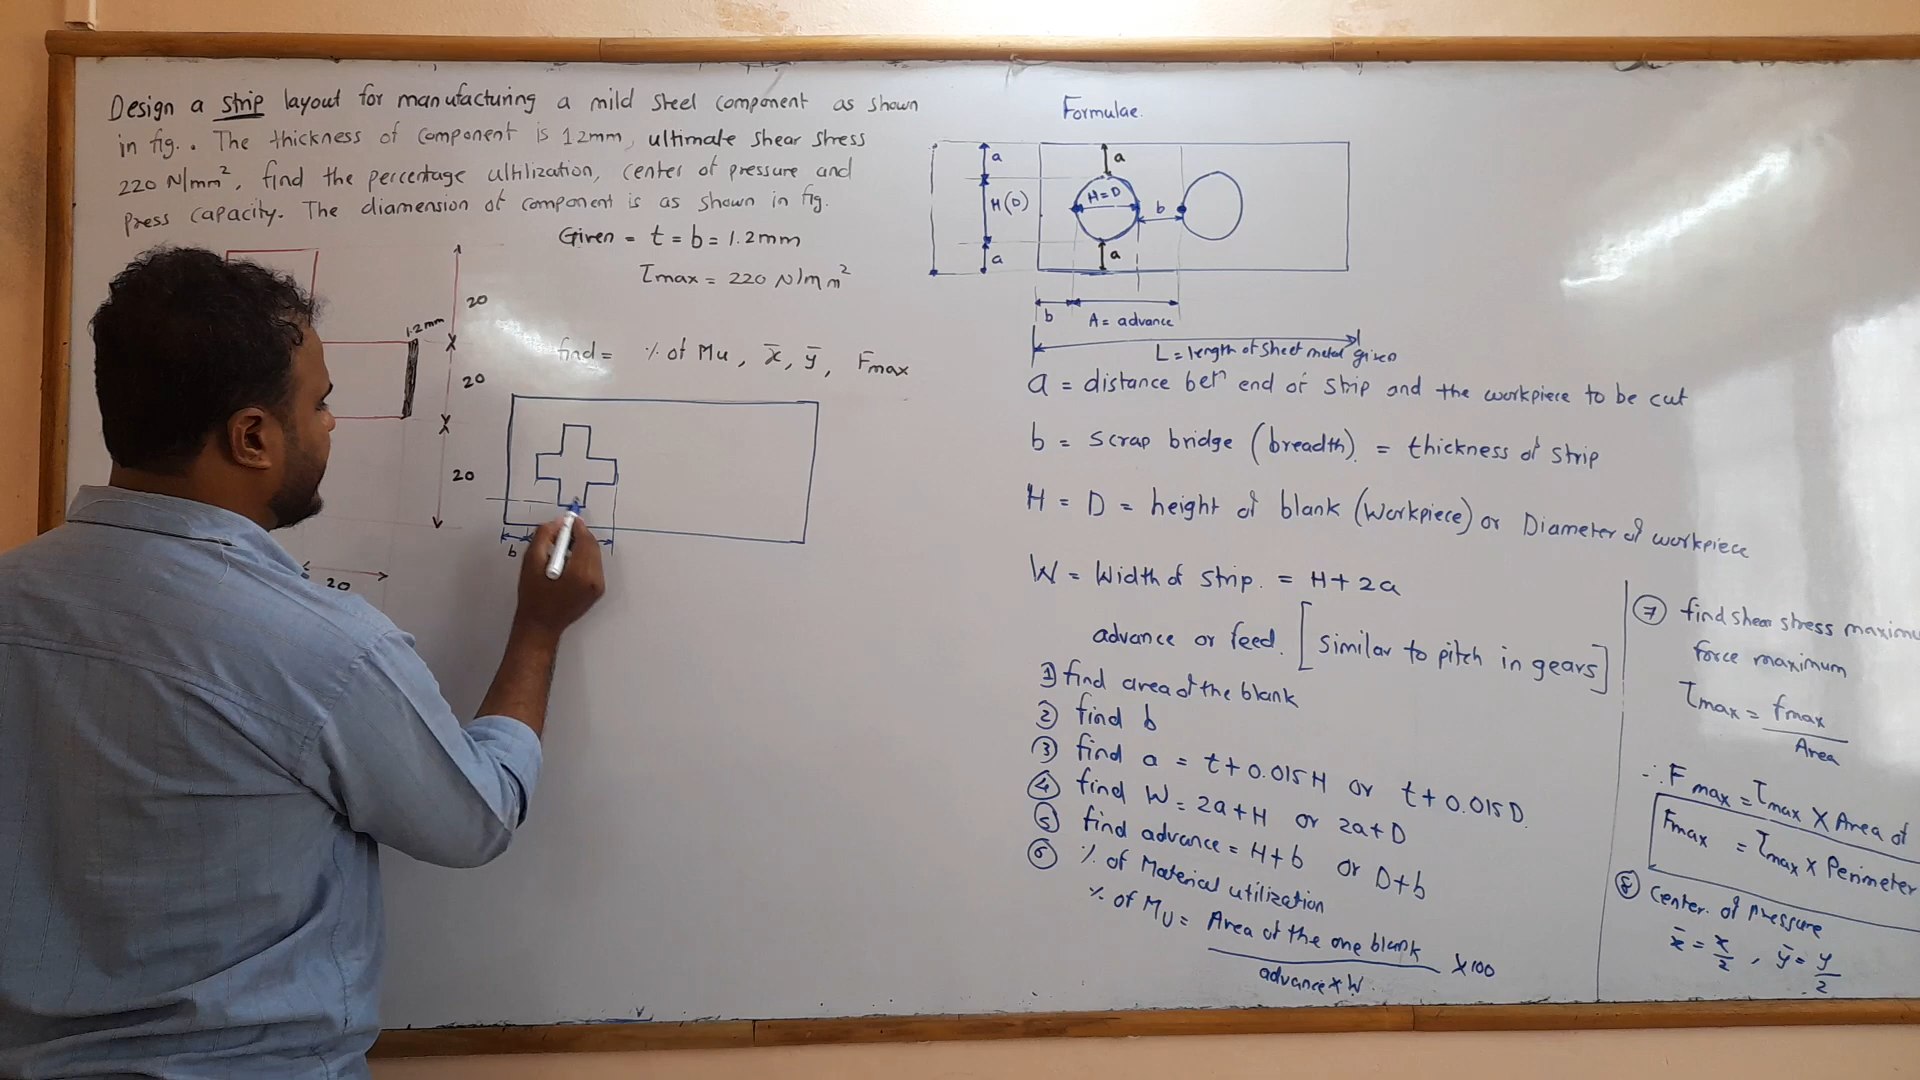 Design a strip layout for manufacturing a mild steel component as shown
in fig.. The thickness of component is 1.2mm, ultimate shear stress
220 N/mm², find the percentage ultilization, center of pressure and
press capacity. The diamension of component is as shown in fig.
Given = t = b = 1.2mm
τmax = 220 N/mm²
find = % of Mu, x̄, ȳ, Fmax
1.2mm
20
20
20
20
b
Formulae.
a
H(D)
a
a
H=D
b
a
b
A = advance
L = length of sheet metal given
a = distance betⁿ end of strip and the workpiece to be cut
b = scrap bridge (breadth). = thickness of strip
H = D = height of blank (workpiece) or Diameter of workpiece
W = Width of strip. = H + 2a
advance or feed. [similar to pitch in gears]
① find area of the blank
② find b
③ find a = t+0.015H or t+0.015D.
④ find W = 2a+H or 2a+D
⑤ find advance = H+b or D+b
⑥ % of Material utilization
% of MU = Area of the one blank / advance x W. X100
⑦ find shear stress maximu
force maximum
τmax = fmax / Area
∴ F max = τmax X Area of
Fmax = τmax x Perimeter
⑧ Center. of pressure
x̄ = x/2, ȳ = y/2